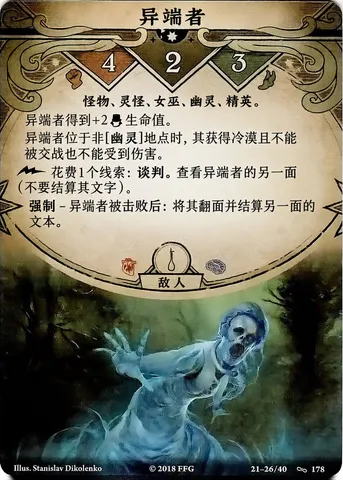 异端者
4 2 3
怪物、灵怪、女巫、幽灵、精英。
异端者得到+2生命值。
异端者位于非[幽灵]地点时,其获得冷漠且不能
被交战也不能受到伤害。
花费1个线索:谈判。查看异端者的另一面
(不要结算其文字)。
强制 – 异端者被击败后:将其翻面并结算另一面的
文本。
敌人
Illus. Stanislav Dikolenko © 2018 FFG 21-26/40 178